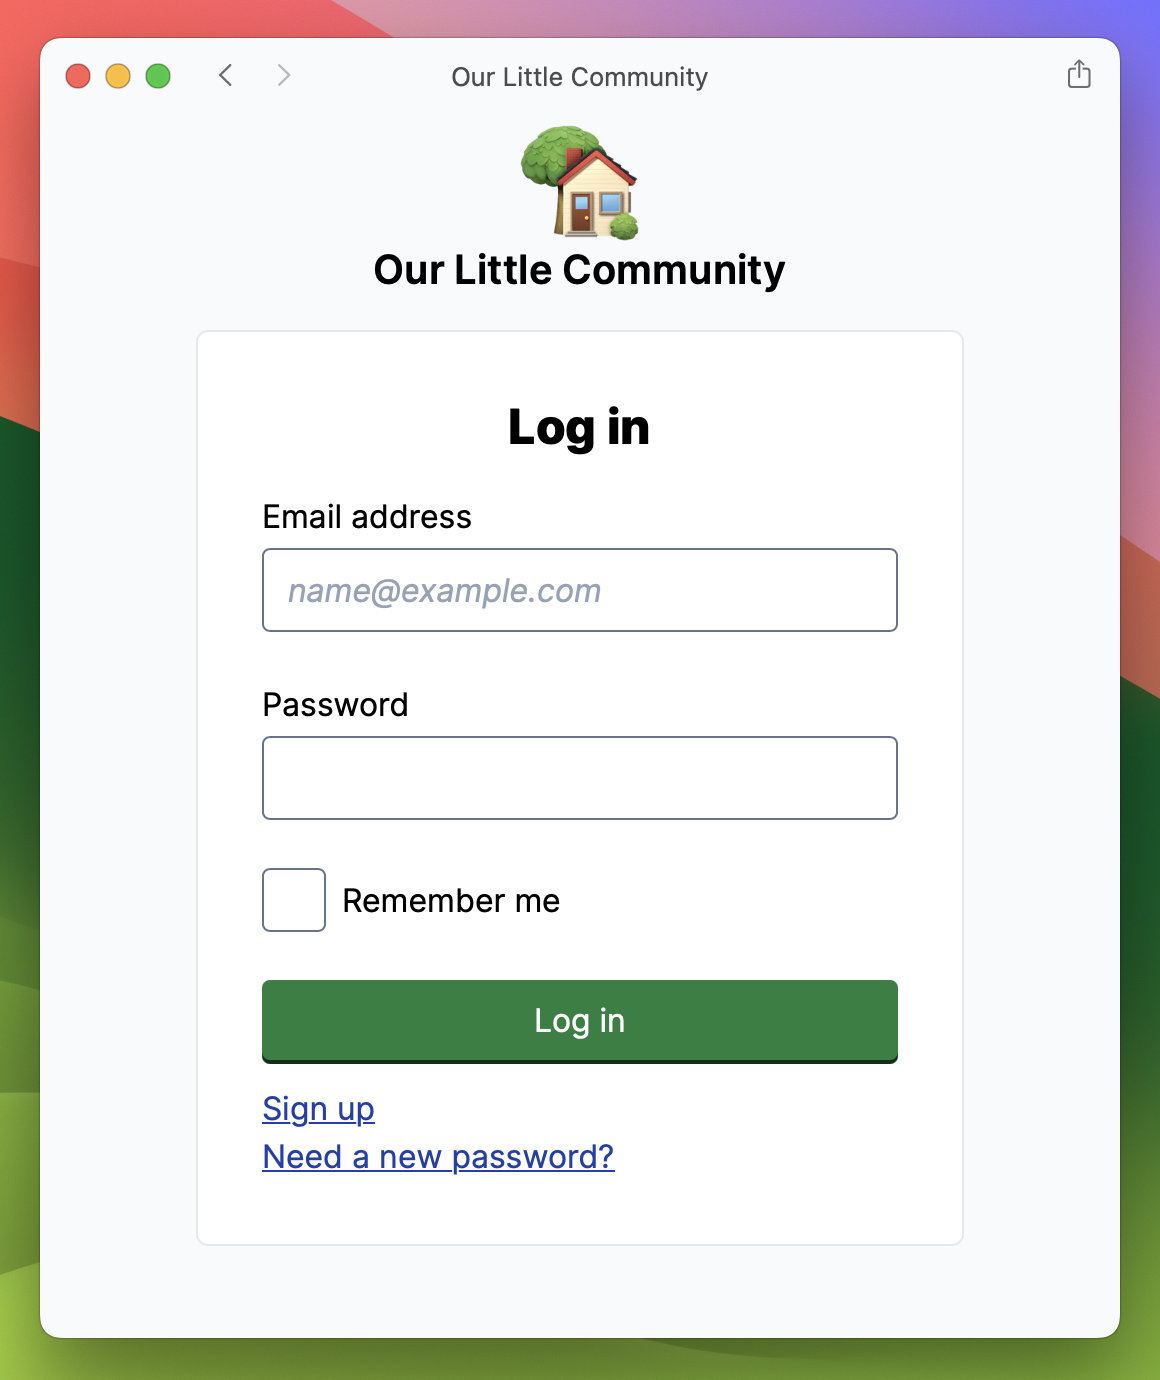 Our Little Community
Our Little Community
Log in
Email address
name@example.com
Password
Remember me
Log in
Sign up
Need a new password?